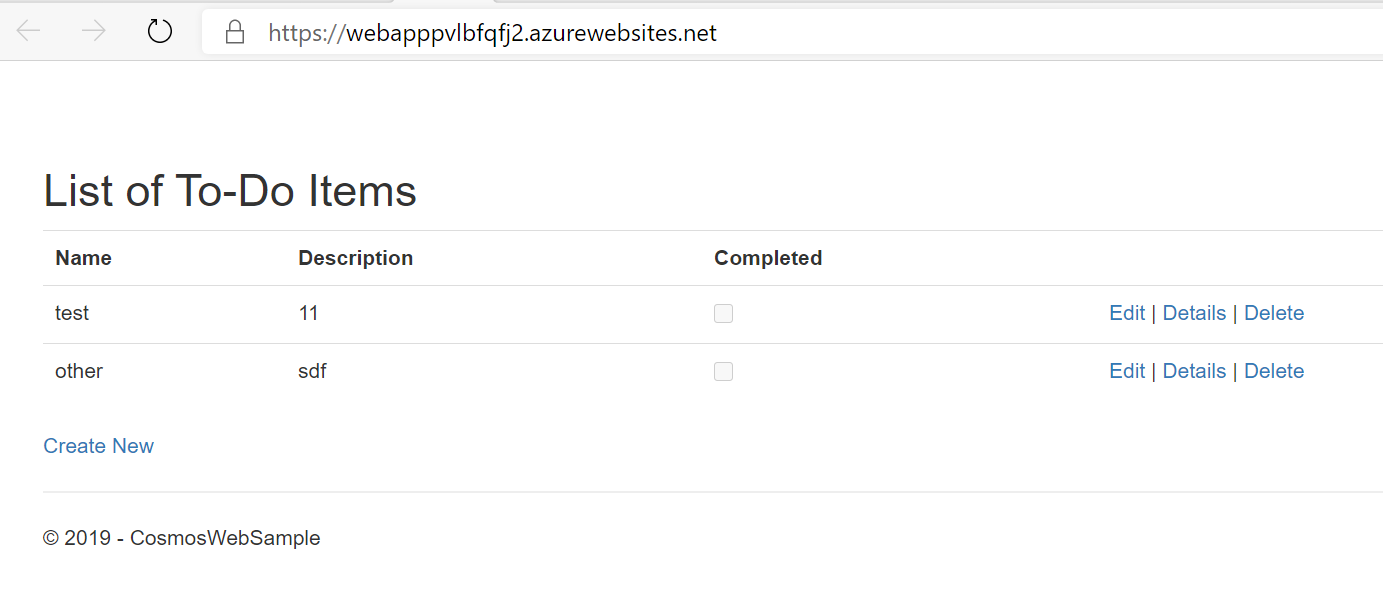 https://webapppvlbfqfj2.azurewebsites.net
List of To-Do Items
Name Description Completed
test 11 Edit | Details | Delete
other sdf Edit | Details | Delete
Create New
© 2019 - CosmosWebSample